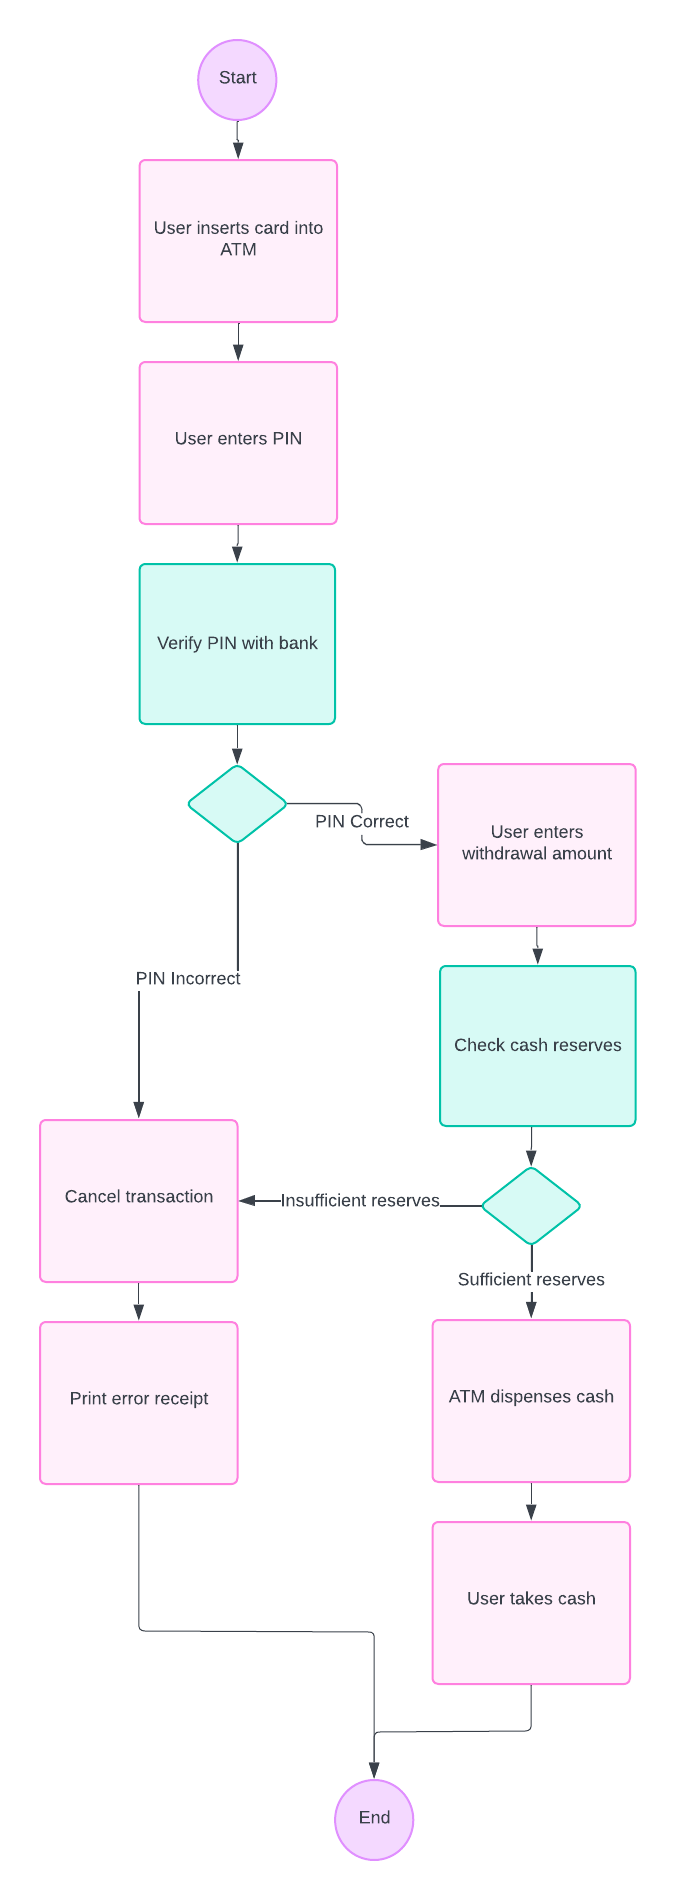 Start
User inserts card into
ATM
User enters PIN
Verify PIN with bank
PIN Correct
User enters
withdrawal amount
PIN Incorrect
Check cash reserves
Cancel transaction
Insufficient reserves
Sufficient reserves
Print error receipt
ATM dispenses cash
User takes cash
End